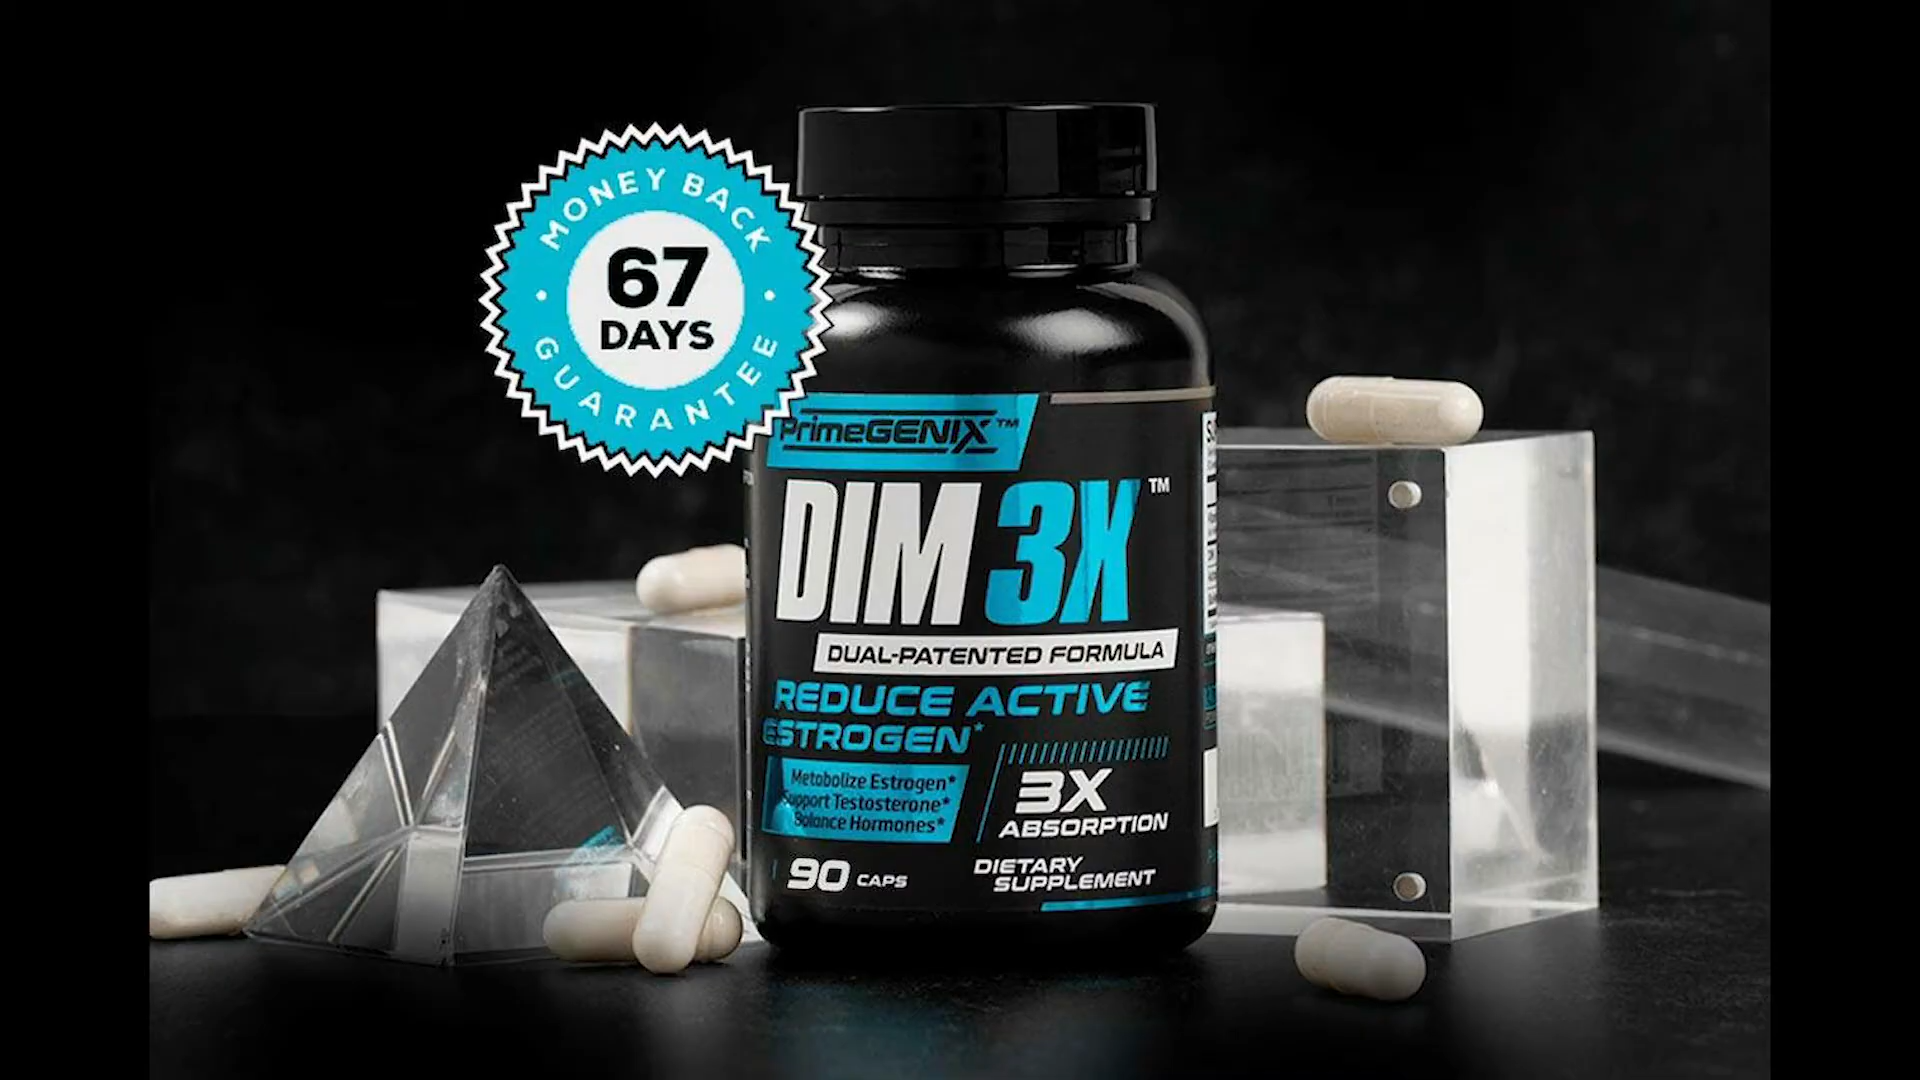 MONEY BACK
67
DAYS
GUARANTEE
PrimeGENIX™
DIM 3X™
DUAL-PATENTED FORMULA
REDUCE ACTIVE
ESTROGEN*
Metabolize Estrogen*
Support Testosterone*
Balance Hormones*
3X
ABSORPTION
90 CAPS
DIETARY
SUPPLEMENT